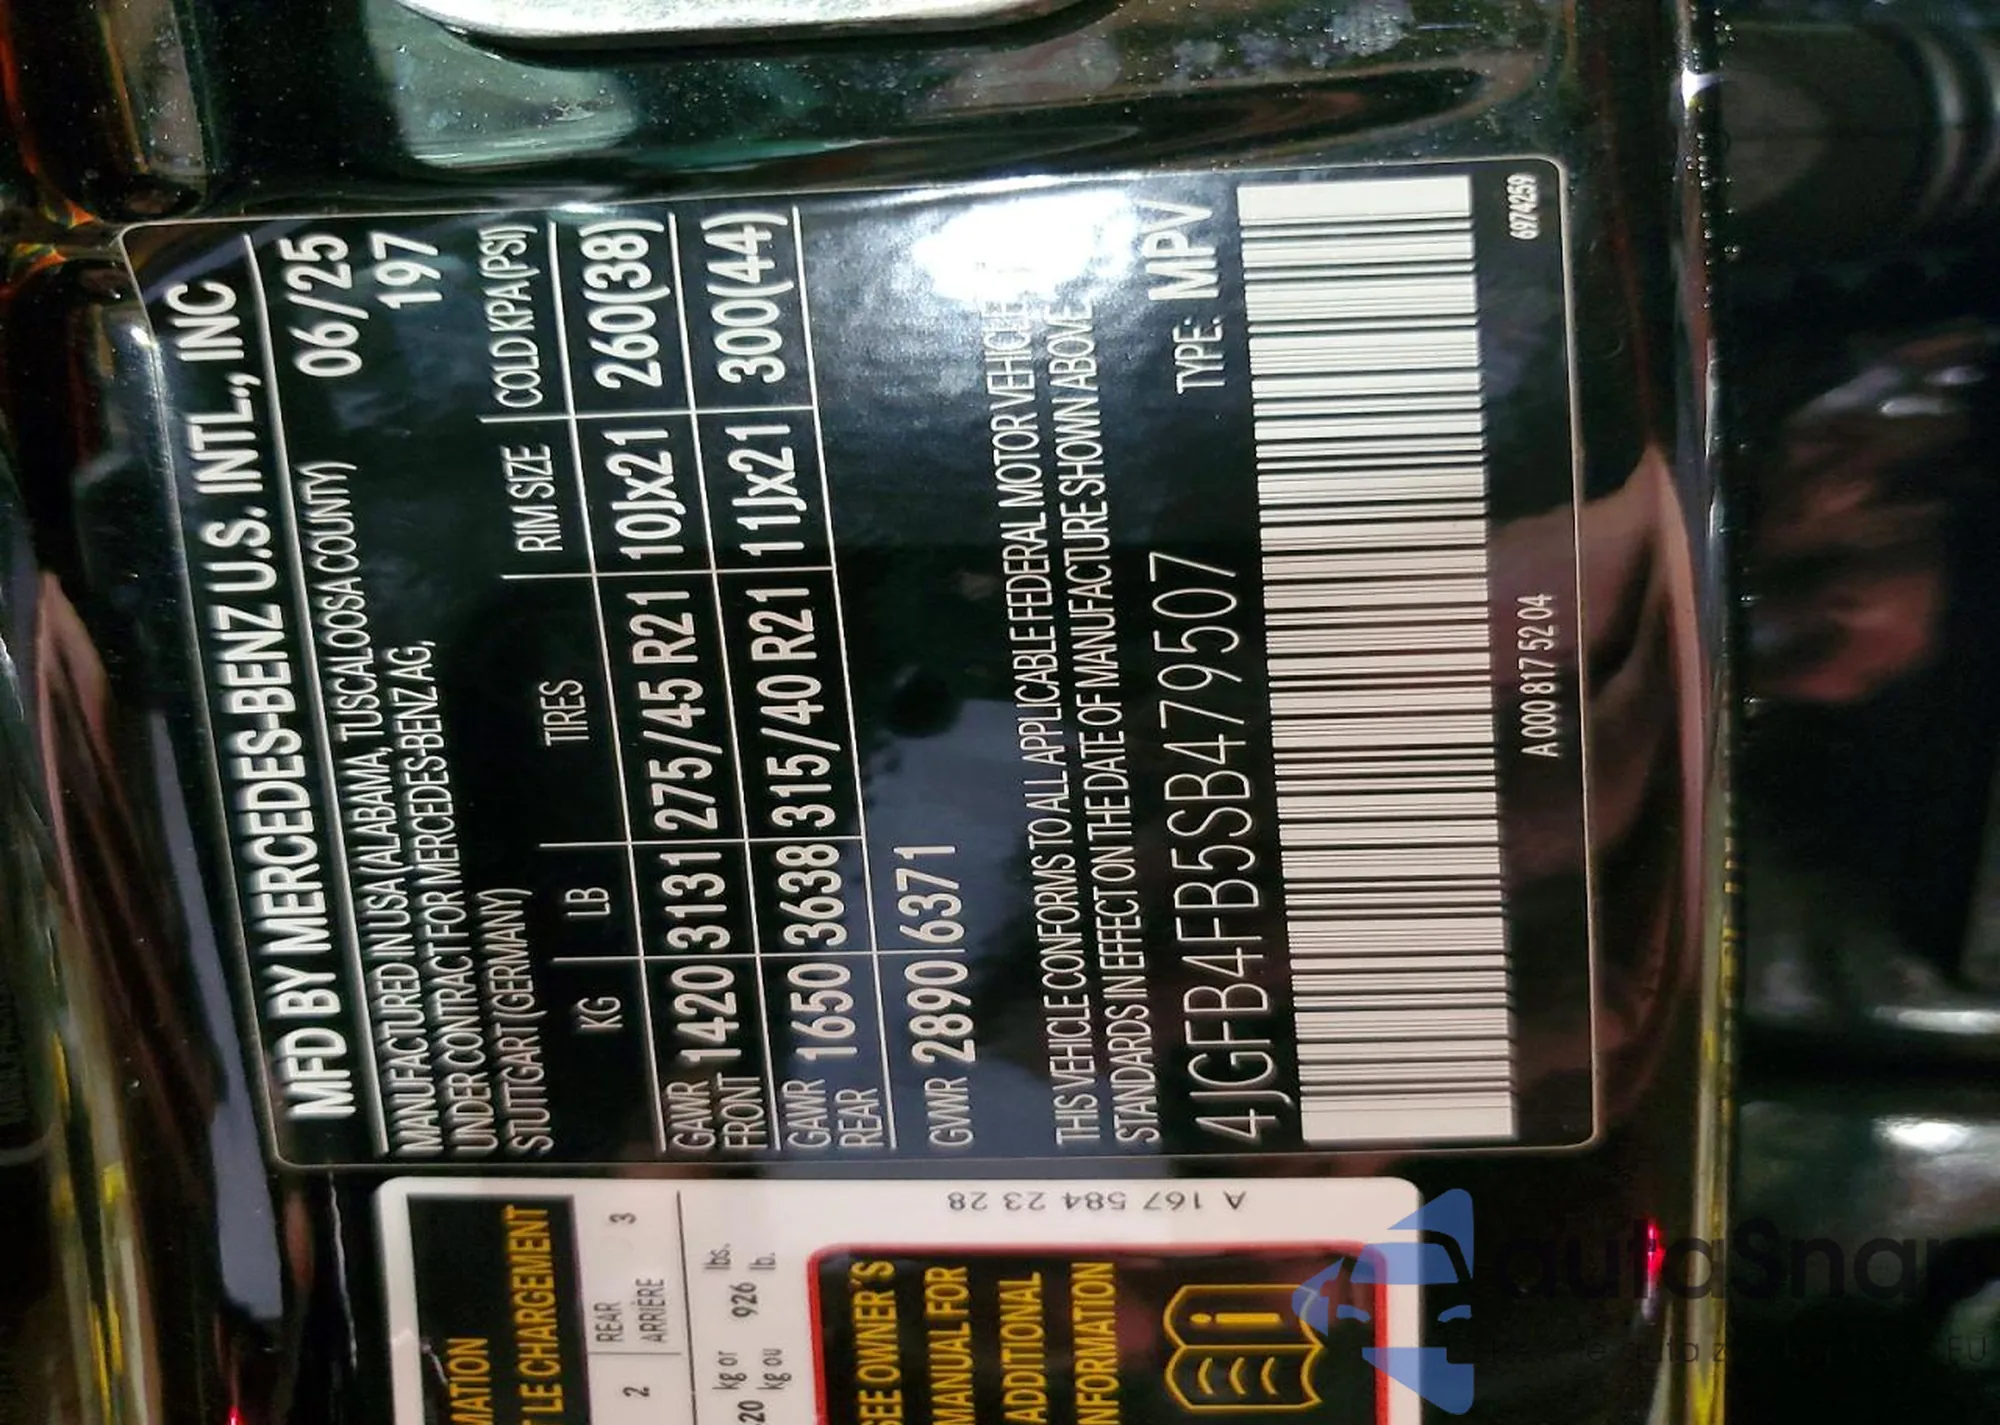 MFD BY MERCEDES-BENZ U.S. INTL., INC
MANUFACTURED IN USA (ALABAMA, TUSCALOOSA COUNTY) 06/25
UNDER CONTRACT FOR MERCEDES-BENZ AG, 197
STUTTGART (GERMANY)
KG LB TIRES RIM SIZE COLD KPA(PSI)
GAWR FRONT 1420 3131 275/45 R21 10Jx21 260(38)
GAWR REAR 1650 3638 315/40 R21 11Jx21 300(44)
GVWR 2890 6371
THIS VEHICLE CONFORMS TO ALL APPLICABLE FEDERAL MOTOR VEHICLE
STANDARDS IN EFFECT ON THE DATE OF MANUFACTURE SHOWN ABOVE
4JGFB4FB5SB479507 TYPE: MPV
A 000 817 52 04 6974259
LE CHARGEMENT
2 REAR ARRIÈRE 3
kg or 926 lbs.
kg ou lb.
A 167 584 23 28
SEE OWNER'S
MANUAL FOR
ADDITIONAL
INFORMATION
autaSnap